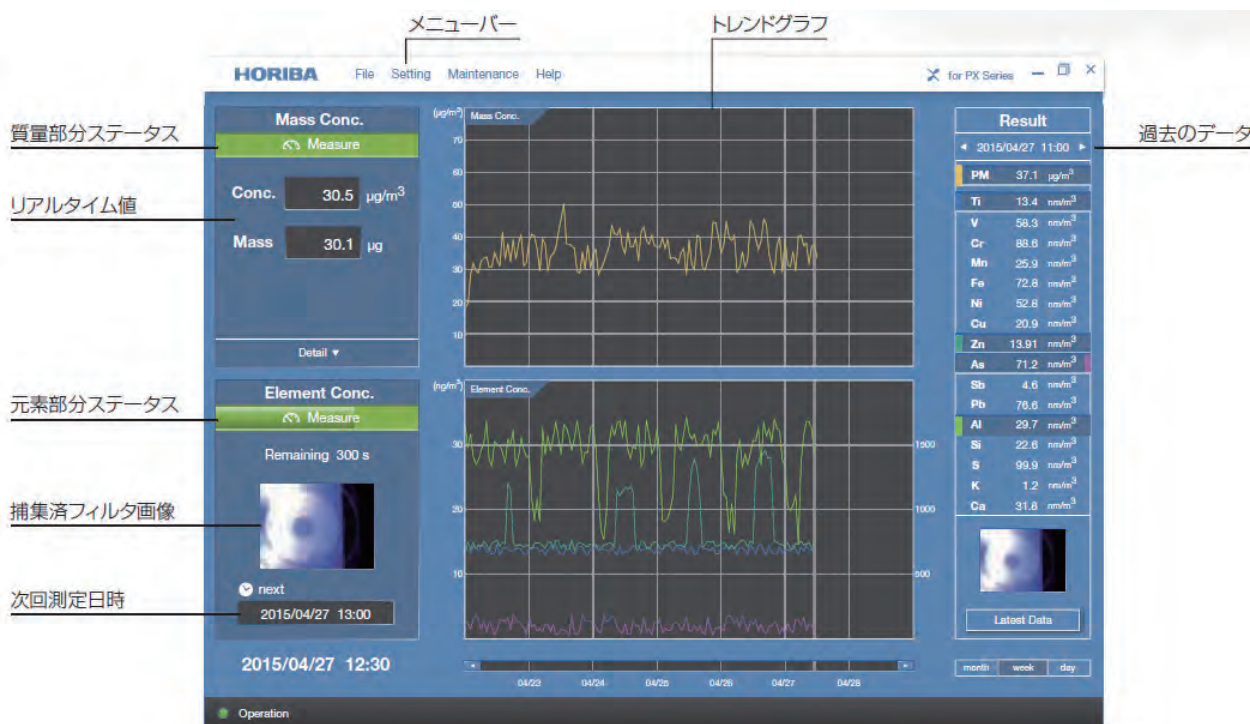 メニューバー
トレンドグラフ
HORIBA File Setting Maintenance Help for PX Series
質量部分ステータス
リアルタイム値
元素部分ステータス
捕集済フィルタ画像
次回測定日時
過去のデータ
Mass Conc.
Measure
Conc. 30.5 μg/m³
Mass 30.1 μg
Detail ▼
Element Conc.
Measure
Remaining 300 s
next
2015/04/27 13:00
2015/04/27 12:30
(μg/m³) Mass Conc.
70
60
50
40
30
20
10
(ng/m³) Element Conc.
30 1500
20 1000
10 500
04/23 04/24 04/25 04/26 04/27 04/28
Result
◀ 2015/04/27 11:00 ▶
PM 37.1 μg/m³
Ti 13.4 nm/m³
V 58.3 nm/m³
Cr 88.6 nm/m³
Mn 25.9 nm/m³
Fe 72.8 nm/m³
Ni 52.8 nm/m³
Cu 20.9 nm/m³
Zn 13.91 nm/m³
As 71.2 nm/m³
Sb 4.6 nm/m³
Pb 76.6 nm/m³
Al 29.7 nm/m³
Si 22.6 nm/m³
S 99.9 nm/m³
K 1.2 nm/m³
Ca 31.6 nm/m³
Latest Data
month week day
Operation